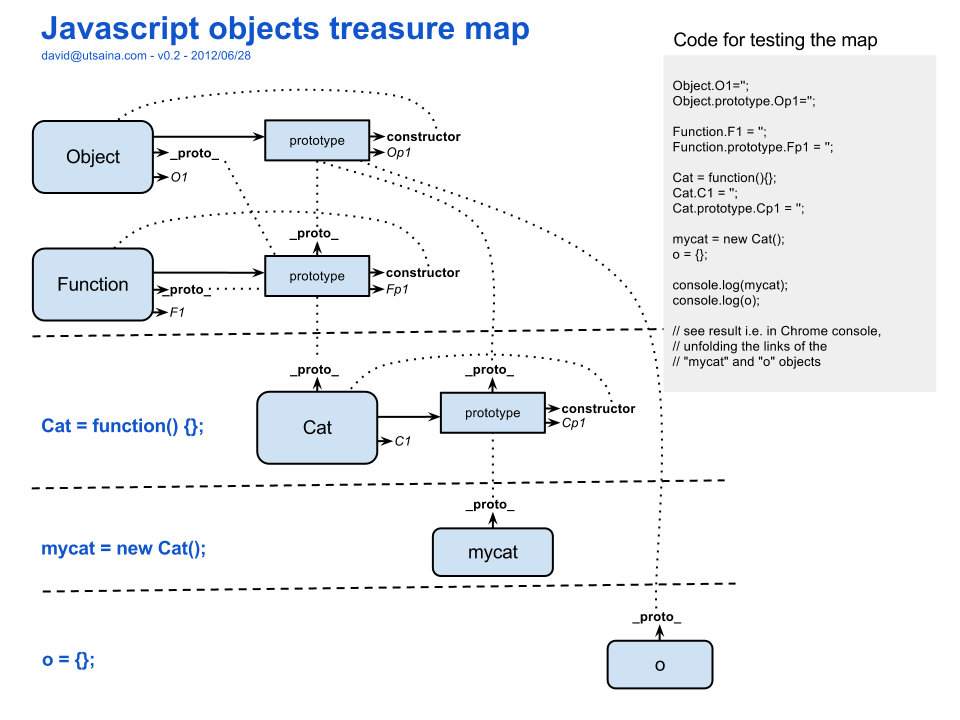 Javascript objects treasure map
david@utsaina.com - v0.2 - 2012/06/28
Object
prototype
constructor
Op1
_proto_
O1
_proto_
Function
prototype
constructor
Fp1
_proto_
F1
_proto_
_proto_
Cat = function() {};
Cat
prototype
constructor
Cp1
C1
_proto_
mycat = new Cat();
mycat
_proto_
o = {};
o
Code for testing the map
Object.O1='';
Object.prototype.Op1='';
Function.F1 = '';
Function.prototype.Fp1 = '';
Cat = function(){};
Cat.C1 = '';
Cat.prototype.Cp1 = '';
mycat = new Cat();
o = {};
console.log(mycat);
console.log(o);
// see result i.e. in Chrome console,
// unfolding the links of the
// "mycat" and "o" objects